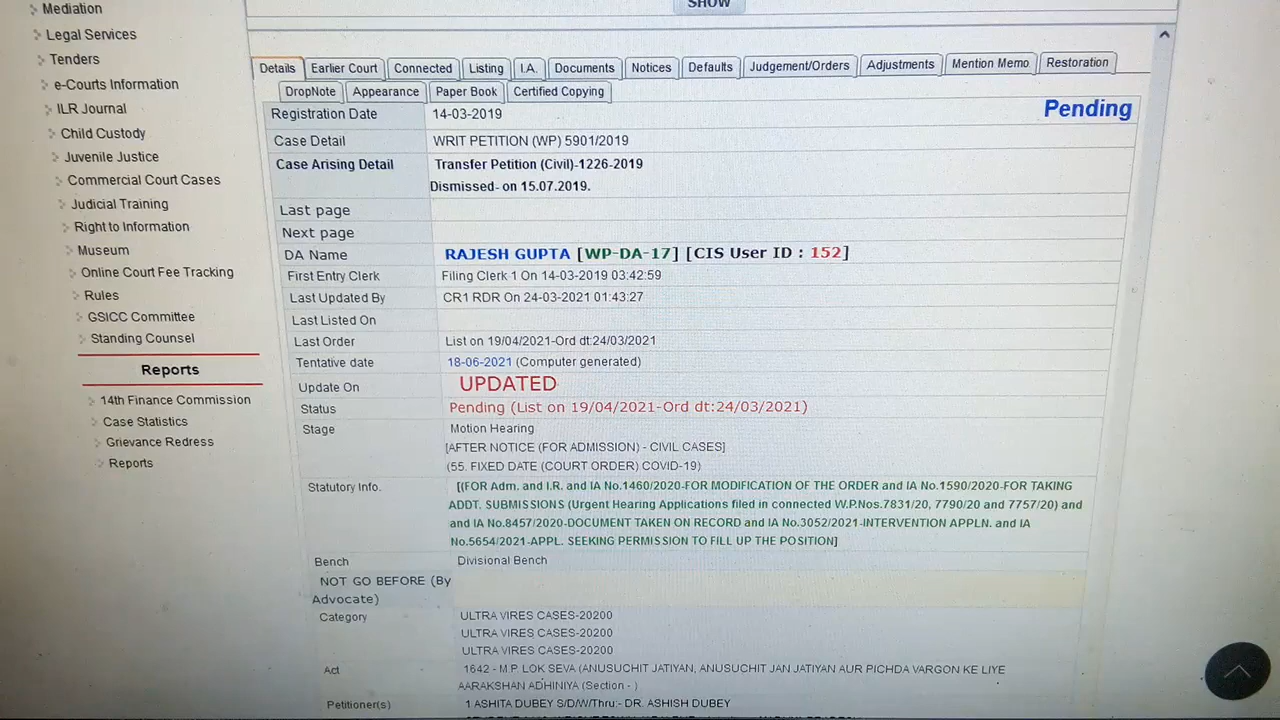 SHOW
Mediation
Legal Services
Tenders
e-Courts Information
ILR Journal
Child Custody
Juvenile Justice
Commercial Court Cases
Judicial Training
Right to Information
Museum
Online Court Fee Tracking
Rules
GSICC Committee
Standing Counsel
Reports
14th Finance Commission
Case Statistics
Grievance Redress
Reports
Details Earlier Court Connected Listing I.A. Documents Notices Defaults Judgement/Orders Adjustments Mention Memo Restoration
DropNote Appearance Paper Book Certified Copying
Pending
Registration Date 14-03-2019
Case Detail WRIT PETITION (WP) 5901/2019
Case Arising Detail Transfer Petition (Civil)-1226-2019
Dismissed- on 15.07.2019.
Last page
Next page
DA Name RAJESH GUPTA [WP-DA-17] [CIS User ID : 152]
First Entry Clerk Filing Clerk 1 On 14-03-2019 03:42:59
Last Updated By CR1 RDR On 24-03-2021 01:43:27
Last Listed On
Last Order List on 19/04/2021-Ord dt:24/03/2021
Tentative date 18-06-2021 (Computer generated)
Update On UPDATED
Status Pending (List on 19/04/2021-Ord dt:24/03/2021)
Stage Motion Hearing
[AFTER NOTICE (FOR ADMISSION) - CIVIL CASES]
(55. FIXED DATE (COURT ORDER) COVID-19)
Statutory Info. [(FOR Adm. and I.R. and IA No.1460/2020-FOR MODIFICATION OF THE ORDER and IA No.1590/2020-FOR TAKING
ADDT. SUBMISSIONS (Urgent Hearing Applications filed in connected W.P.Nos.7831/20, 7790/20 and 7757/20) and
and IA No.8457/2020-DOCUMENT TAKEN ON RECORD and IA No.3052/2021-INTERVENTION APPLN. and IA
No.5654/2021-APPL. SEEKING PERMISSION TO FILL UP THE POSITION]
Bench Divisional Bench
NOT GO BEFORE (By
Advocate)
Category ULTRA VIRES CASES-20200
ULTRA VIRES CASES-20200
ULTRA VIRES CASES-20200
Act 1642 - M.P. LOK SEVA (ANUSUCHIT JATIYAN, ANUSUCHIT JAN JATIYAN AUR PICHDA VARGON KE LIYE
AARAKSHAN ADHINIYA (Section - )
Petitioner(s) 1 ASHITA DUBEY S/D/W/Thru:- DR. ASHISH DUBEY